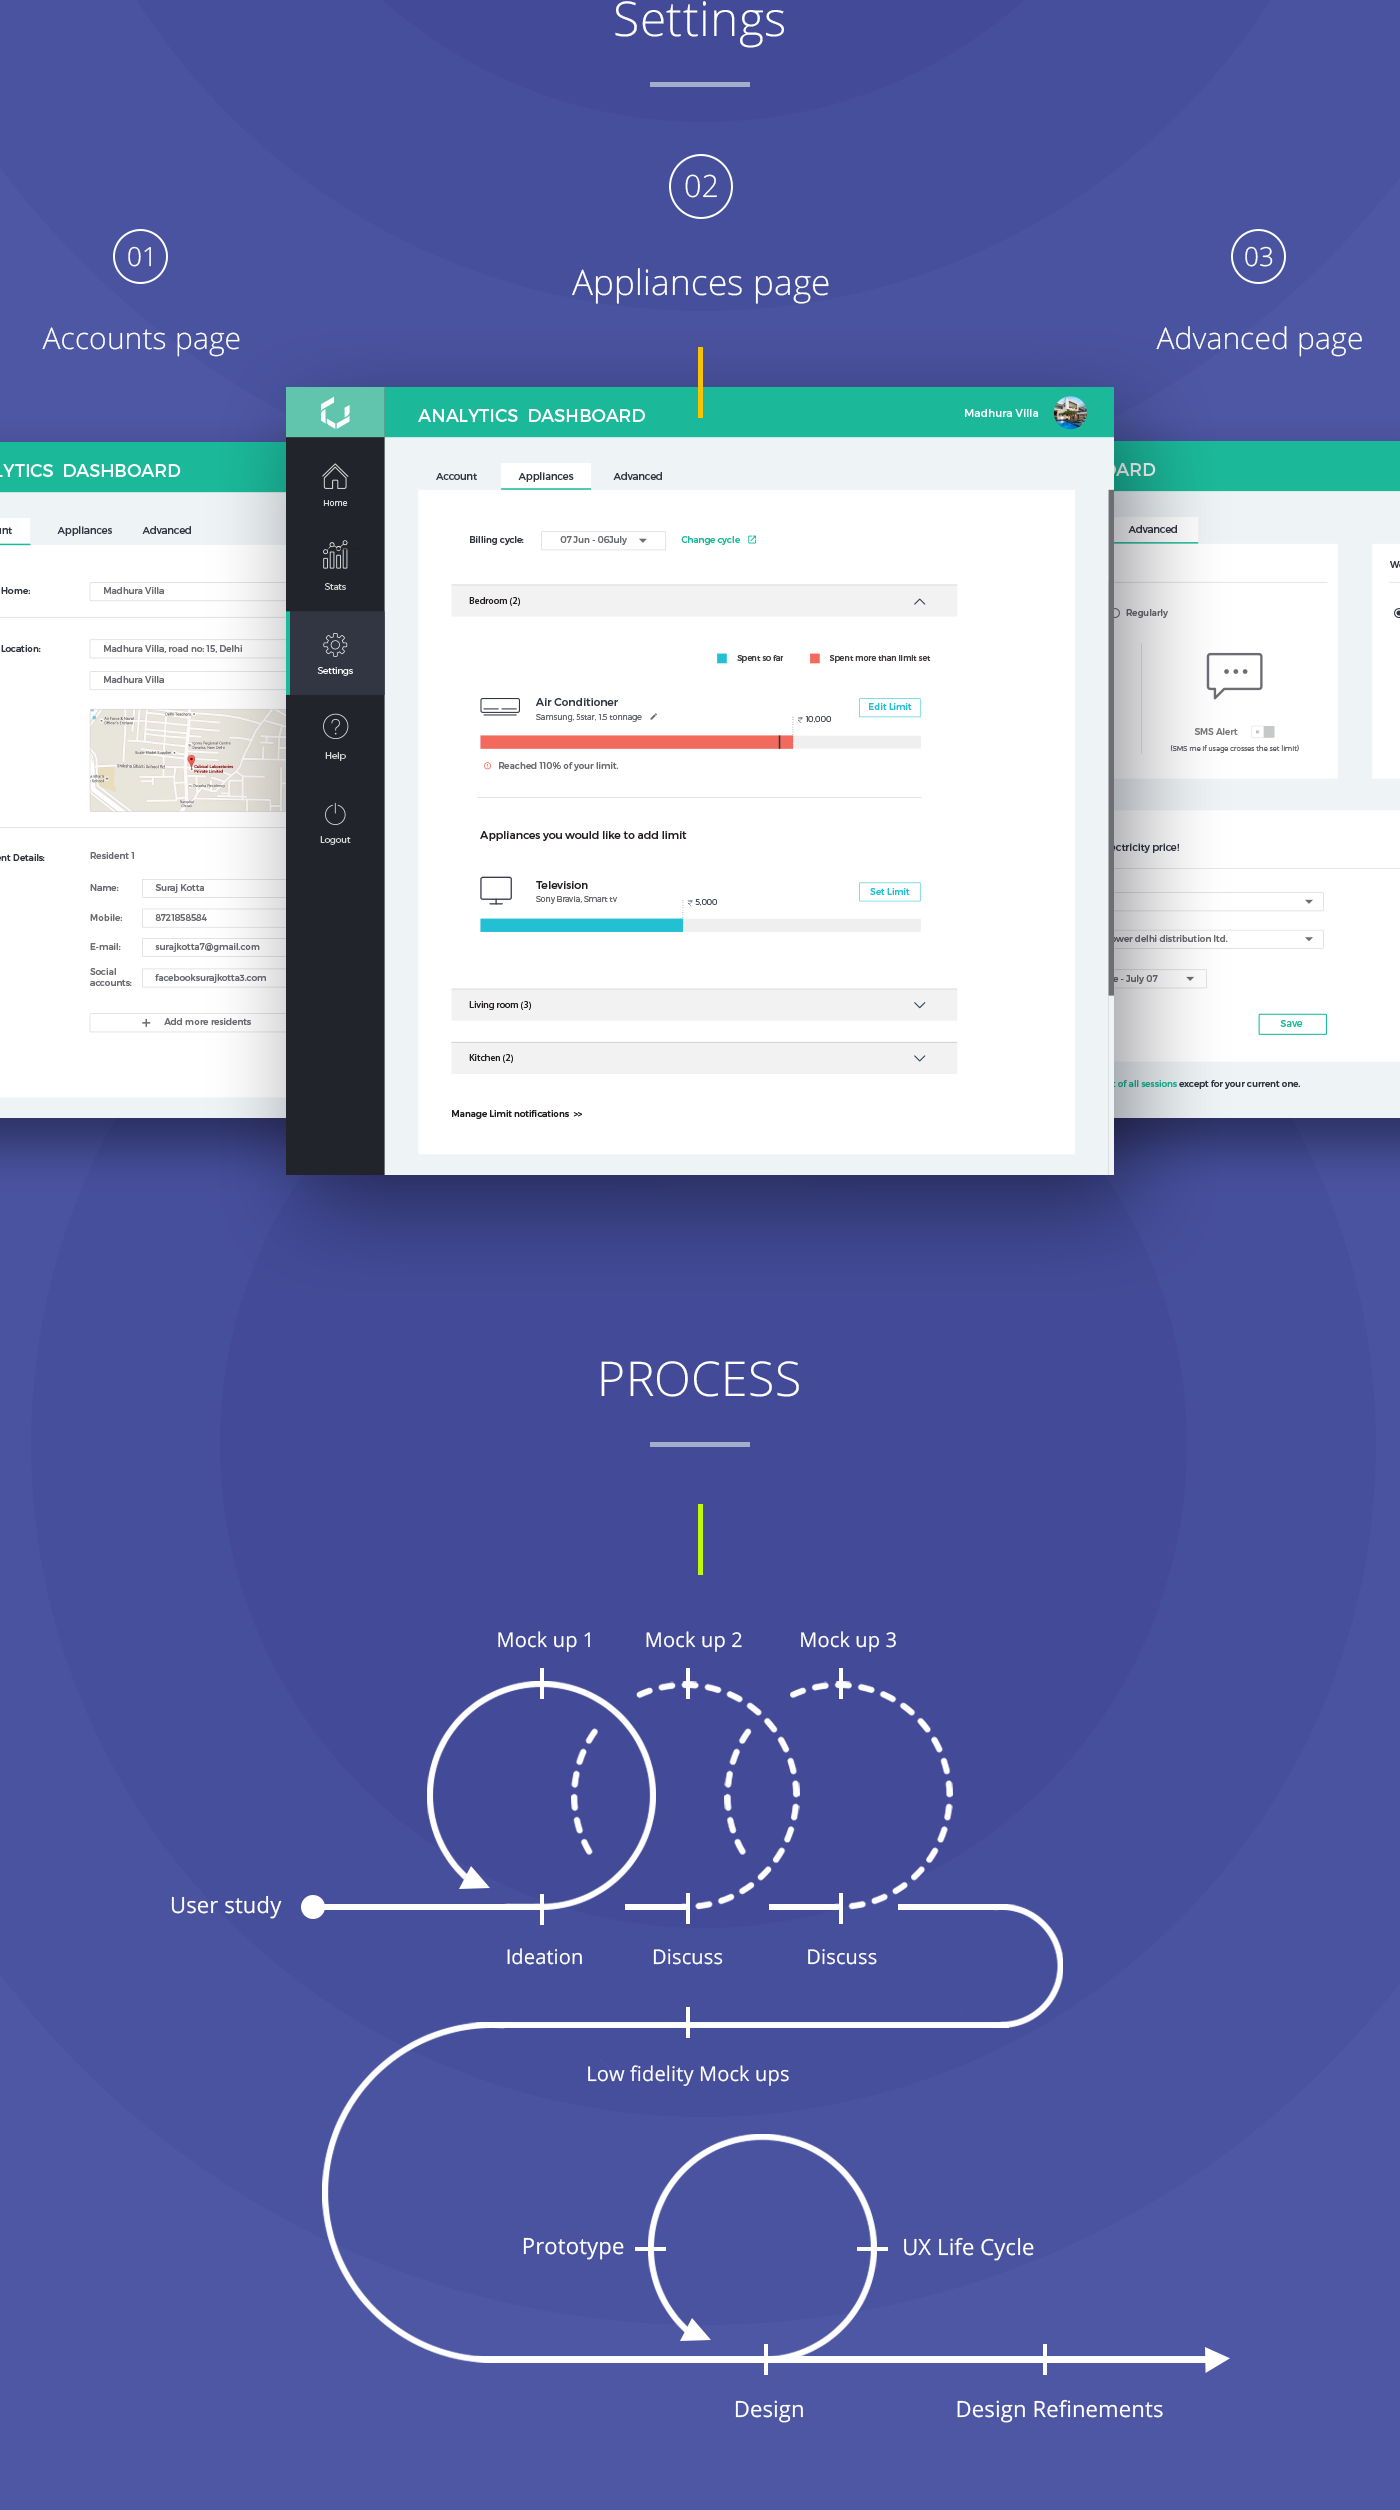 Settings
02
01
03
Appliances page
Accounts page
Advanced page
ANALYTICS DASHBOARD
Madhura Villa
Home
Stats
Settings
Help
Logout
Account
Appliances
Advanced
Billing cycle:
07 Jun - 06July
Change cycle
Bedroom (2)
Spent so far
Spent more than limit set
Air Conditioner
Samsung, 5star, 1.5 tonnage
₹ 10,000
Edit Limit
Reached 110% of your limit.
Appliances you would like to add limit
Television
Sony Bravia, Smart tv
₹ 5,000
Set Limit
Living room (3)
Kitchen (2)
Manage Limit notifications >>
LYTICS DASHBOARD
unt
Appliances
Advanced
Home:
Madhura Villa
Location:
Madhura Villa, road no: 15, Delhi
Madhura Villa
ent Details:
Resident 1
Name:
Suraj Kotta
Mobile:
8721858584
E-mail:
surajkotta7@gmail.com
Social
accounts:
facebooksurajkotta3.com
+ Add more residents
ARD
Advanced
Regularly
SMS Alert
(SMS me if usage crosses the set limit)
ctricity price!
ower delhi distribution ltd.
e - July 07
Save
of all sessions except for your current one.
PROCESS
Mock up 1
Mock up 2
Mock up 3
User study
Ideation
Discuss
Discuss
Low fidelity Mock ups
Prototype
UX Life Cycle
Design
Design Refinements